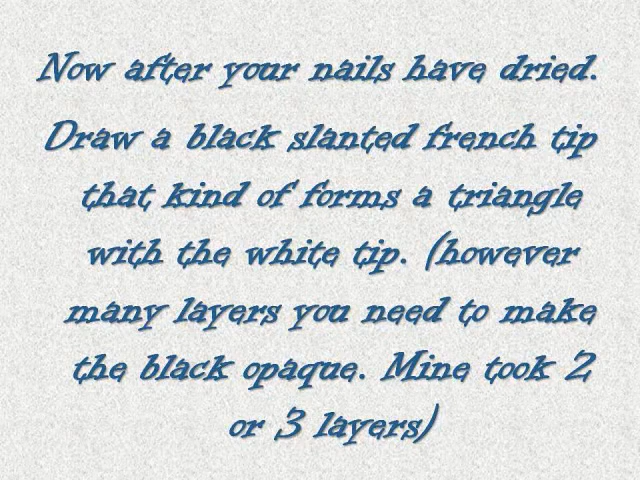 Now after your nails have dried.
Draw a black slanted french tip
that kind of forms a triangle
with the white tip. (however
many layers you need to make
the black opaque. Mine took 2
or 3 layers)